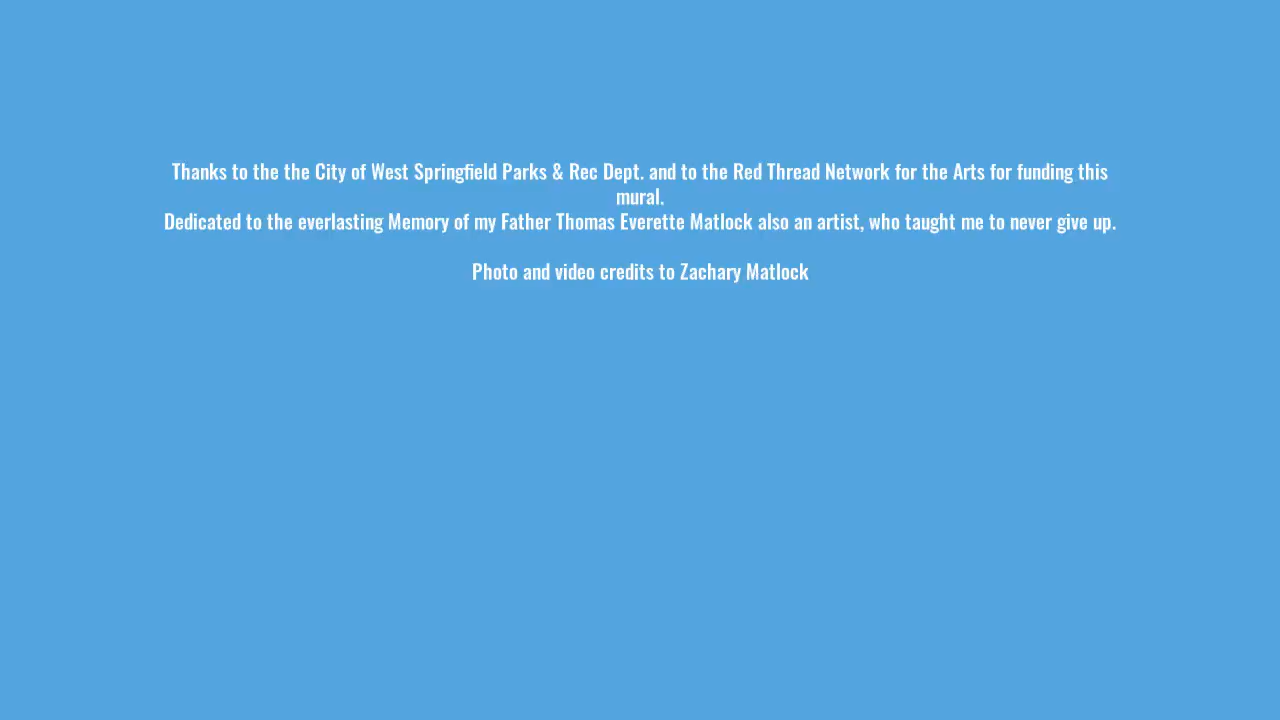 Thanks to the the City of West Springfield Parks & Rec Dept. and to the Red Thread Network for the Arts for funding this
mural.
Dedicated to the everlasting Memory of my Father Thomas Everette Matlock also an artist, who taught me to never give up.
Photo and video credits to Zachary Matlock